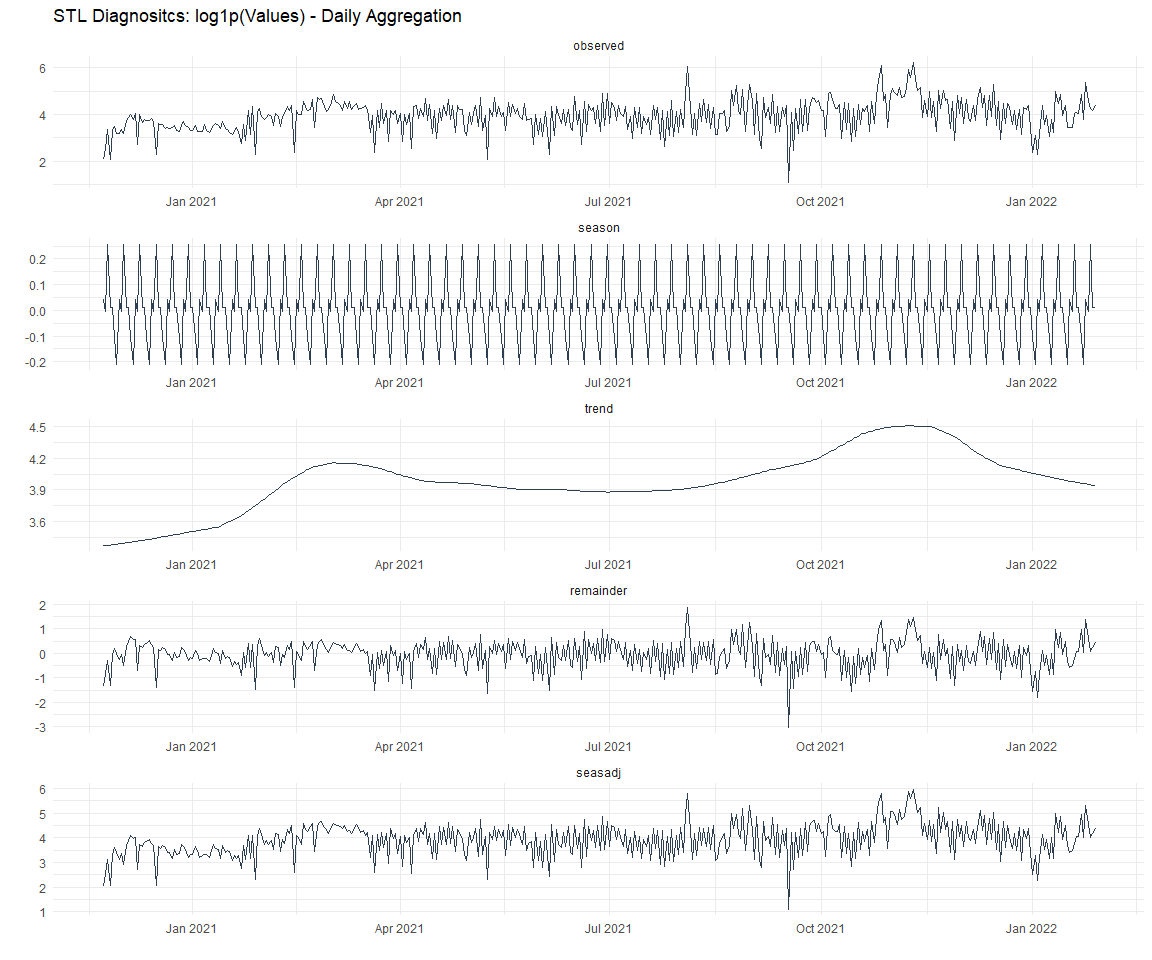 STL Diagnositcs: log1p(Values) - Daily Aggregation
observed
6
4
2
Jan 2021 Apr 2021 Jul 2021 Oct 2021 Jan 2022
season
0.2
0.1
0.0
-0.1
-0.2
Jan 2021 Apr 2021 Jul 2021 Oct 2021 Jan 2022
trend
4.5
4.2
3.9
3.6
Jan 2021 Apr 2021 Jul 2021 Oct 2021 Jan 2022
remainder
2
1
0
-1
-2
-3
Jan 2021 Apr 2021 Jul 2021 Oct 2021 Jan 2022
seasadj
6
5
4
3
2
1
Jan 2021 Apr 2021 Jul 2021 Oct 2021 Jan 2022